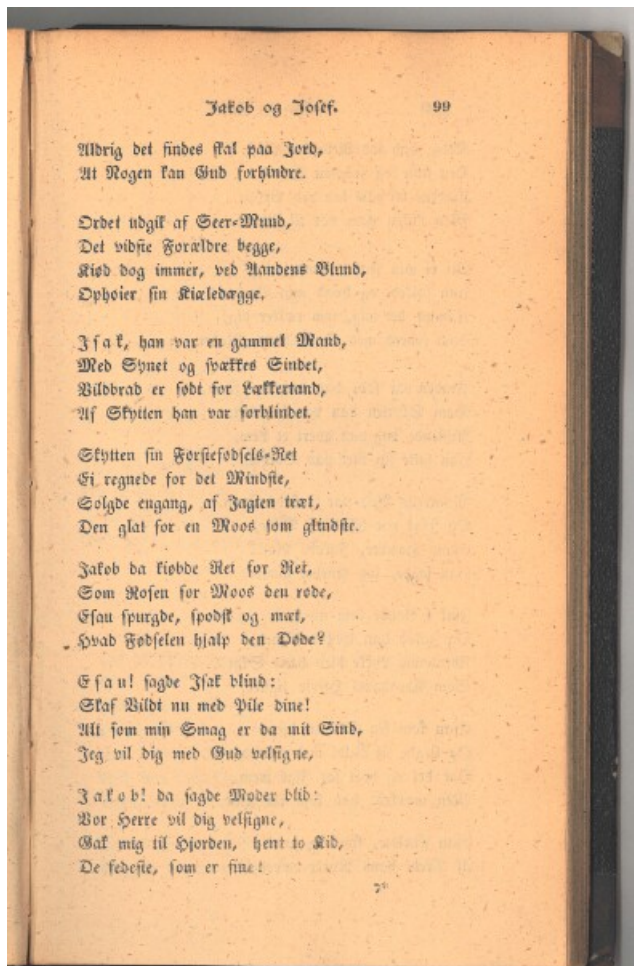 Jakob og Josef. 99
Aldrig det findes skal paa Jord,
At Nogen kan Gud forhindre.
Ordet udgik af Seer-Mund,
Det vidste Forældre begge,
Kiød dog immer, ved Aandens Blund,
Ophøier sin Kiæledægge.
Isak, han var en gammel Mand,
Med Synet og svækkes Sindet,
Vildbrad er sødt for Lækkertand,
Af Skytten han var forblindet.
Skytten sin Førstefødsels-Ret
Ei regnede for det Mindste,
Solgde engang, af Jagten træt,
Den glat for en Moos som glindste.
Jakob da kiøbde Ret for Ret,
Som Rosen for Moos den røde,
Esau spurgde, spodsk og mæt,
Hvad Fødselen hjalp den Døde?
Esau! sagde Isak blind:
Skaf Vildt nu med Pile dine!
Alt som min Smag er da mit Sind,
Jeg vil dig med Gud velsigne,
Jakob! da sagde Moder blid:
Vor Herre vil dig velsigne,
Gak mig til Hjorden, hent to Kid,
De fedeste, som er fine!
7*